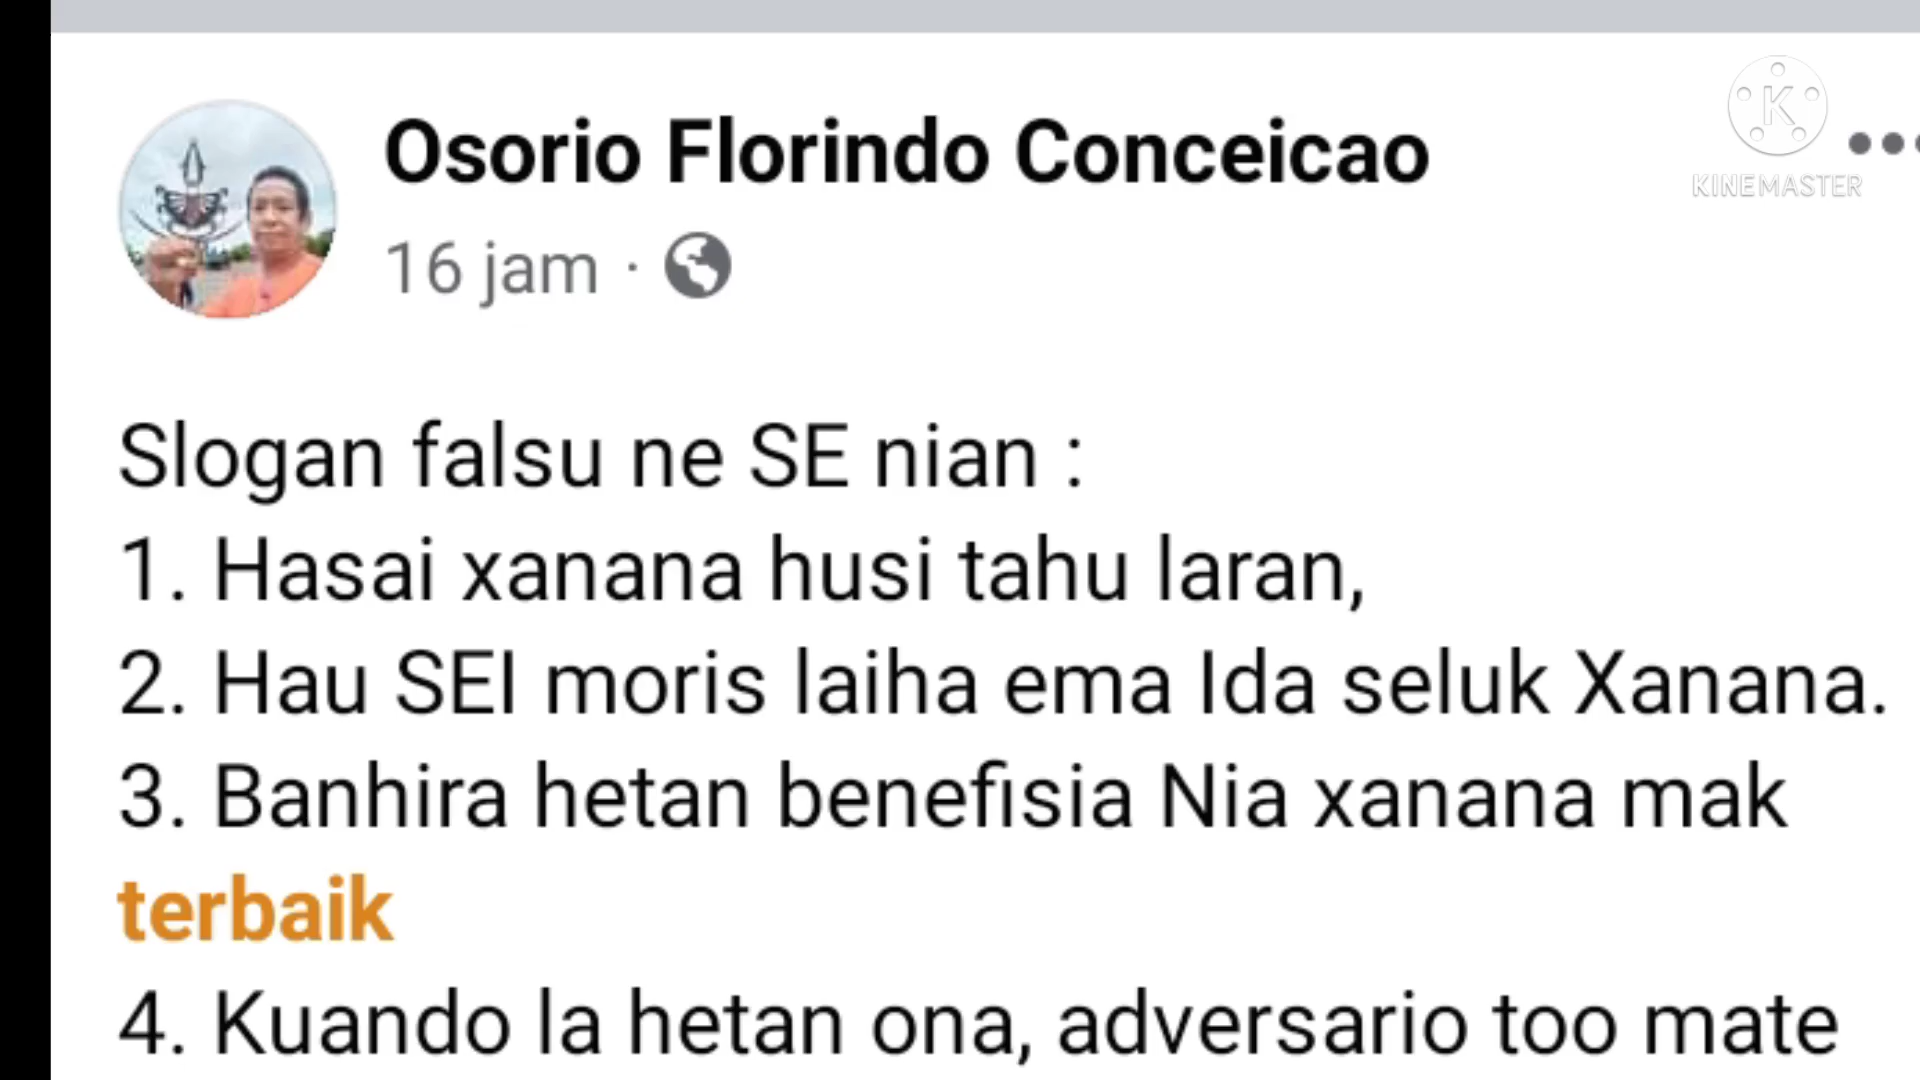 Osorio Florindo Conceicao
16 jam ·
K
KINEMASTER
Slogan falsu ne SE nian :
1. Hasai xanana husi tahu laran,
2. Hau SEI moris laiha ema Ida seluk Xanana.
3. Banhira hetan benefisia Nia xanana mak
terbaik
4. Kuando la hetan ona, adversario too mate